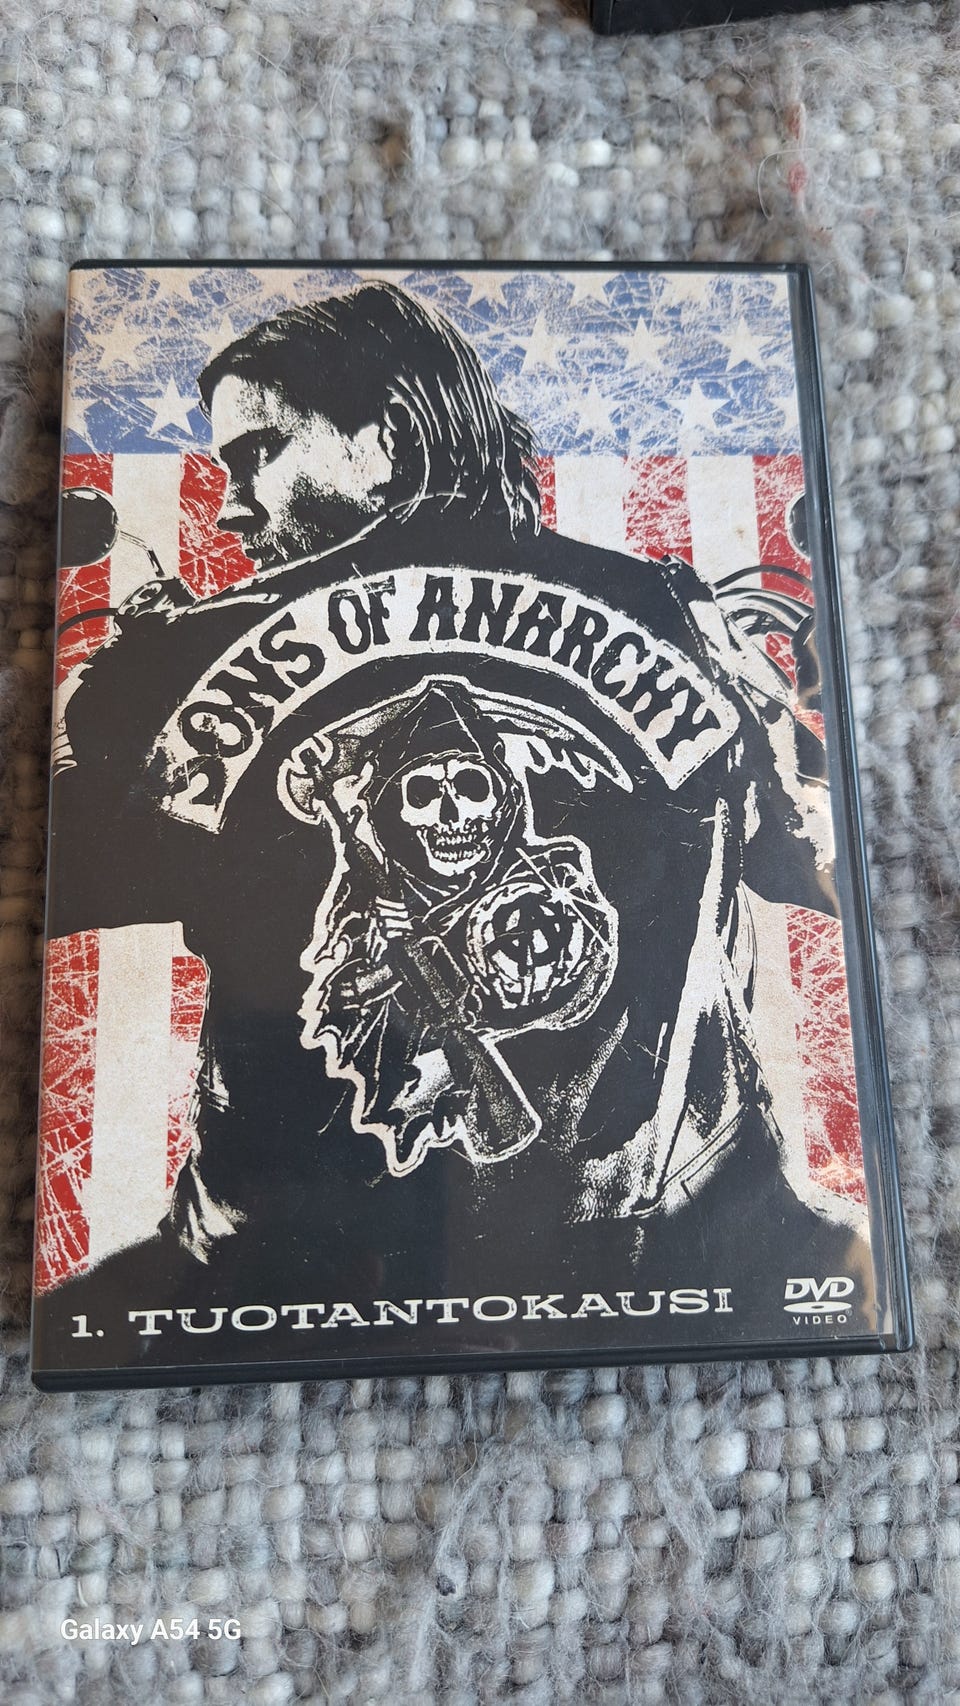 SONS OF ANARCHY
A
1. TUOTANTOKAUSI
DVD
VIDEO
Galaxy A54 5G